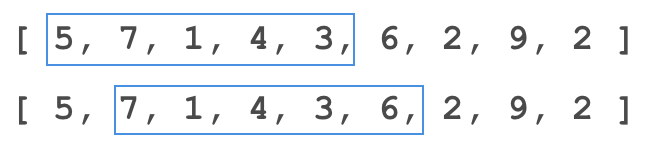 [ 5, 7, 1, 4, 3, 6, 2, 9, 2 ]
[ 5, 7, 1, 4, 3, 6, 2, 9, 2 ]